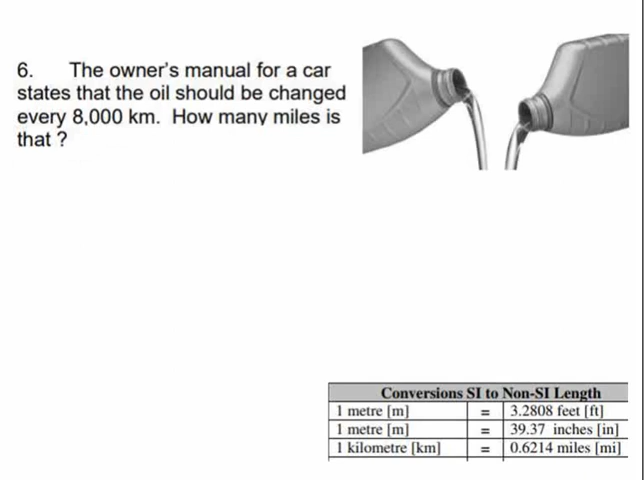 6. The owner's manual for a car
states that the oil should be changed
every 8,000 km. How many miles is
that ?
Conversions SI to Non-SI Length
1 metre [m] = 3.2808 feet [ft]
1 metre [m] = 39.37 inches [in]
1 kilometre [km] = 0.6214 miles [mi]